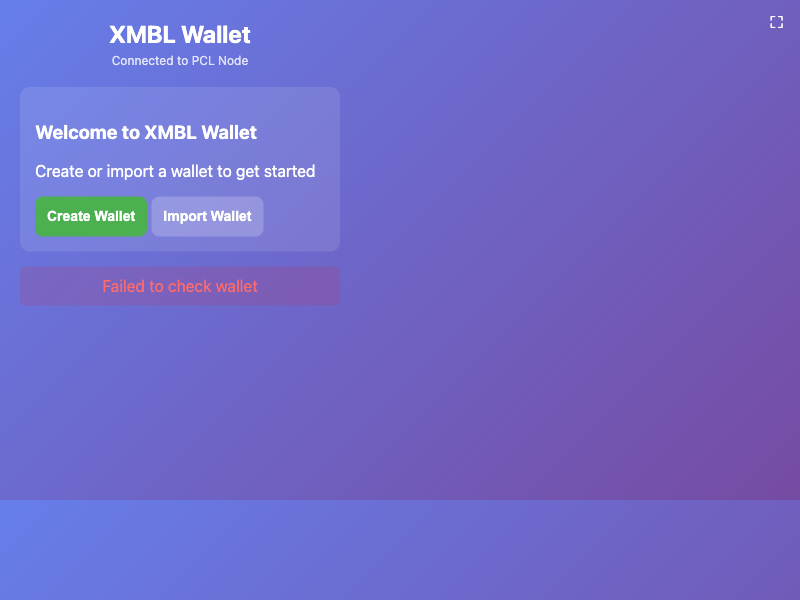 XMBL Wallet
Connected to PCL Node
Welcome to XMBL Wallet
Create or import a wallet to get started
Create Wallet Import Wallet
Failed to check wallet